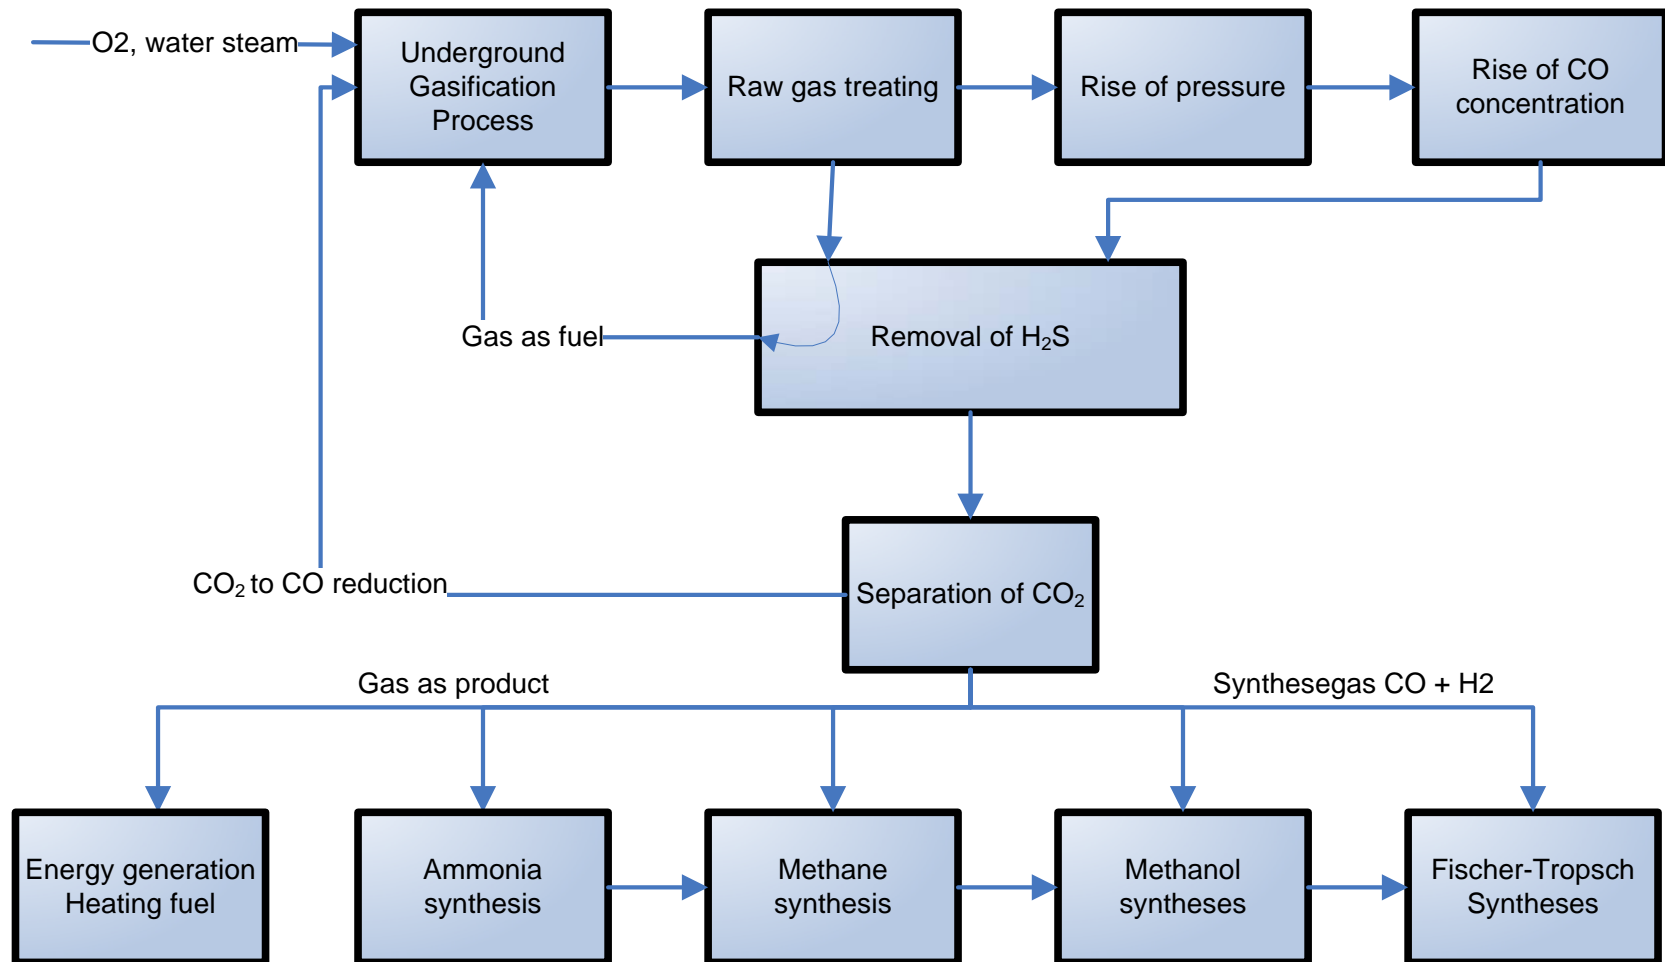 O2, water steam
Underground
Gasification
Process
Raw gas treating
Rise of pressure
Rise of CO
concentration
Gas as fuel
Removal of H₂S
CO₂ to CO reduction
Separation of CO₂
Gas as product
Synthesegas CO + H2
Energy generation
Heating fuel
Ammonia
synthesis
Methane
synthesis
Methanol
syntheses
Fischer-Tropsch
Syntheses